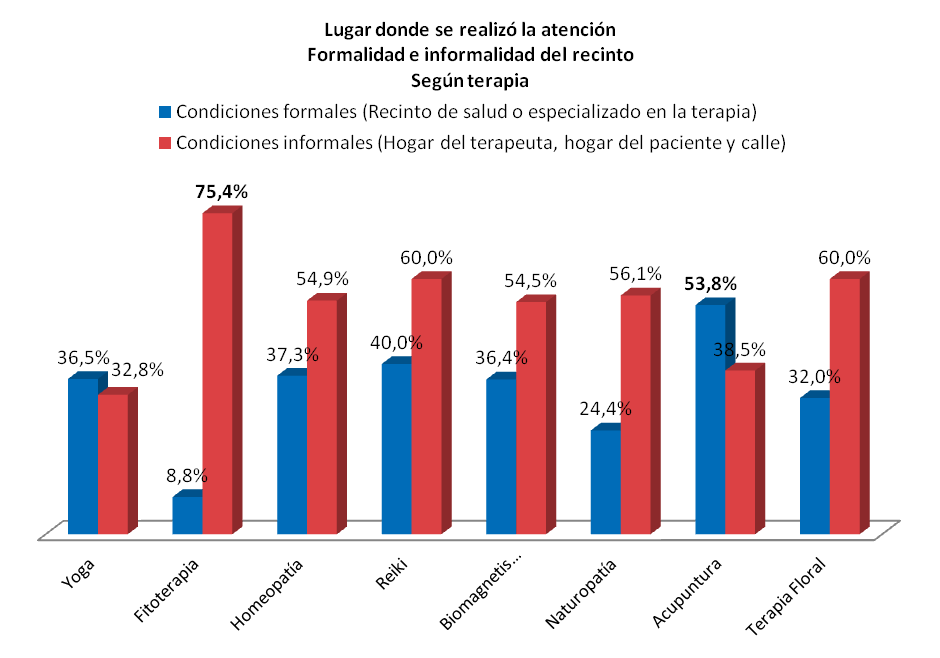 Lugar donde se realizó la atención
Formalidad e informalidad del recinto
Según terapia
Condiciones formales (Recinto de salud o especializado en la terapia)
Condiciones informales (Hogar del terapeuta, hogar del paciente y calle)
36,5%
32,8%
8,8%
75,4%
37,3%
54,9%
40,0%
60,0%
36,4%
54,5%
24,4%
56,1%
53,8%
38,5%
32,0%
60,0%
Yoga
Fitoterapia
Homeopatía
Reiki
Biomagnetis...
Naturopatía
Acupuntura
Terapia Floral